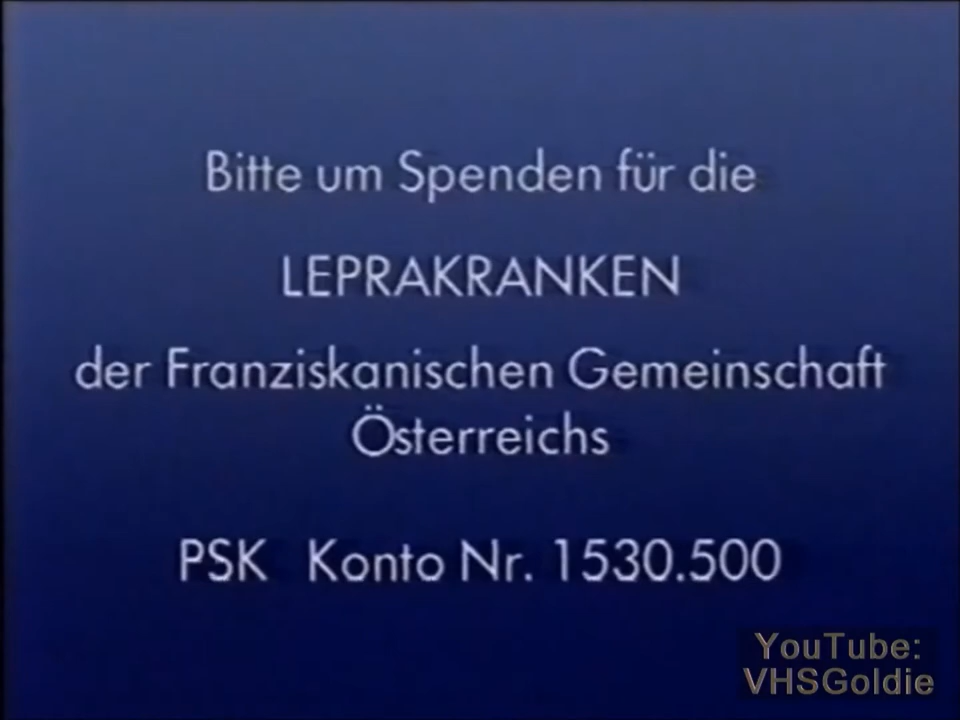 Bitte um Spenden für die
LEPRAKRANKEN
der Franziskanischen Gemeinschaft
Österreichs
PSK Konto Nr. 1530.500
YouTube:
VHSGoldie